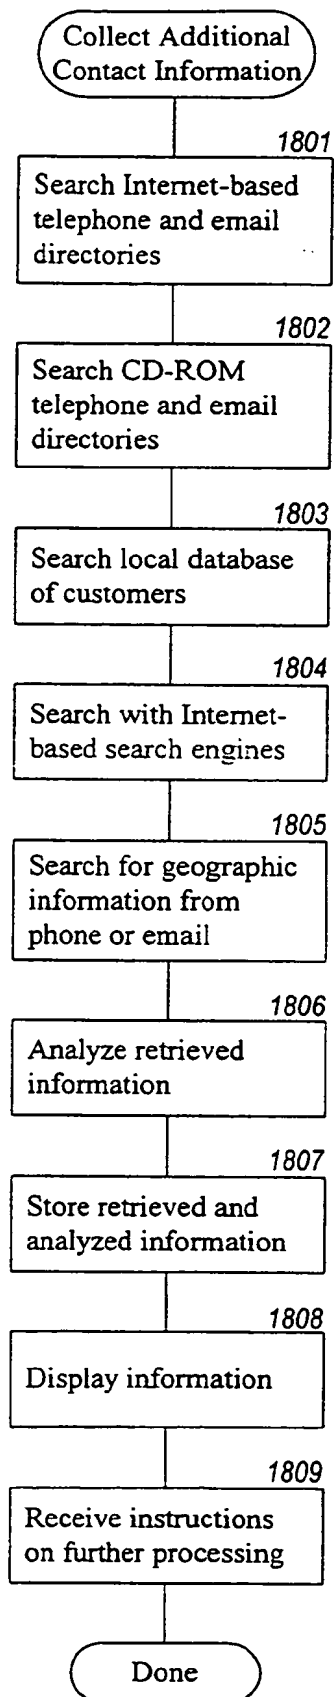 Collect Additional
Contact Information
1801
Search Internet-based
telephone and email
directories
1802
Search CD-ROM
telephone and email
directories
1803
Search local database
of customers
1804
Search with Internet-
based search engines
1805
Search for geographic
information from
phone or email
1806
Analyze retrieved
information
1807
Store retrieved and
analyzed information
1808
Display information
1809
Receive instructions
on further processing
Done